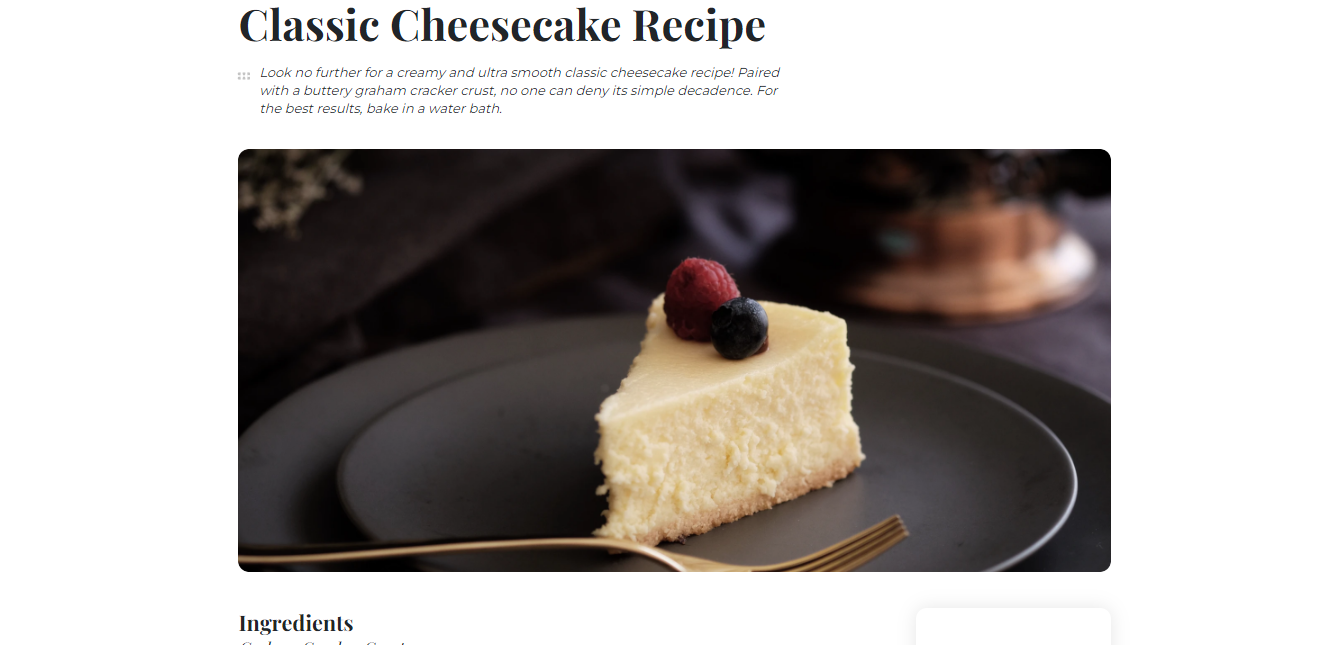 Classic Cheesecake Recipe
Look no further for a creamy and ultra smooth classic cheesecake recipe! Paired
with a buttery graham cracker crust, no one can deny its simple decadence. For
the best results, bake in a water bath.
Ingredients